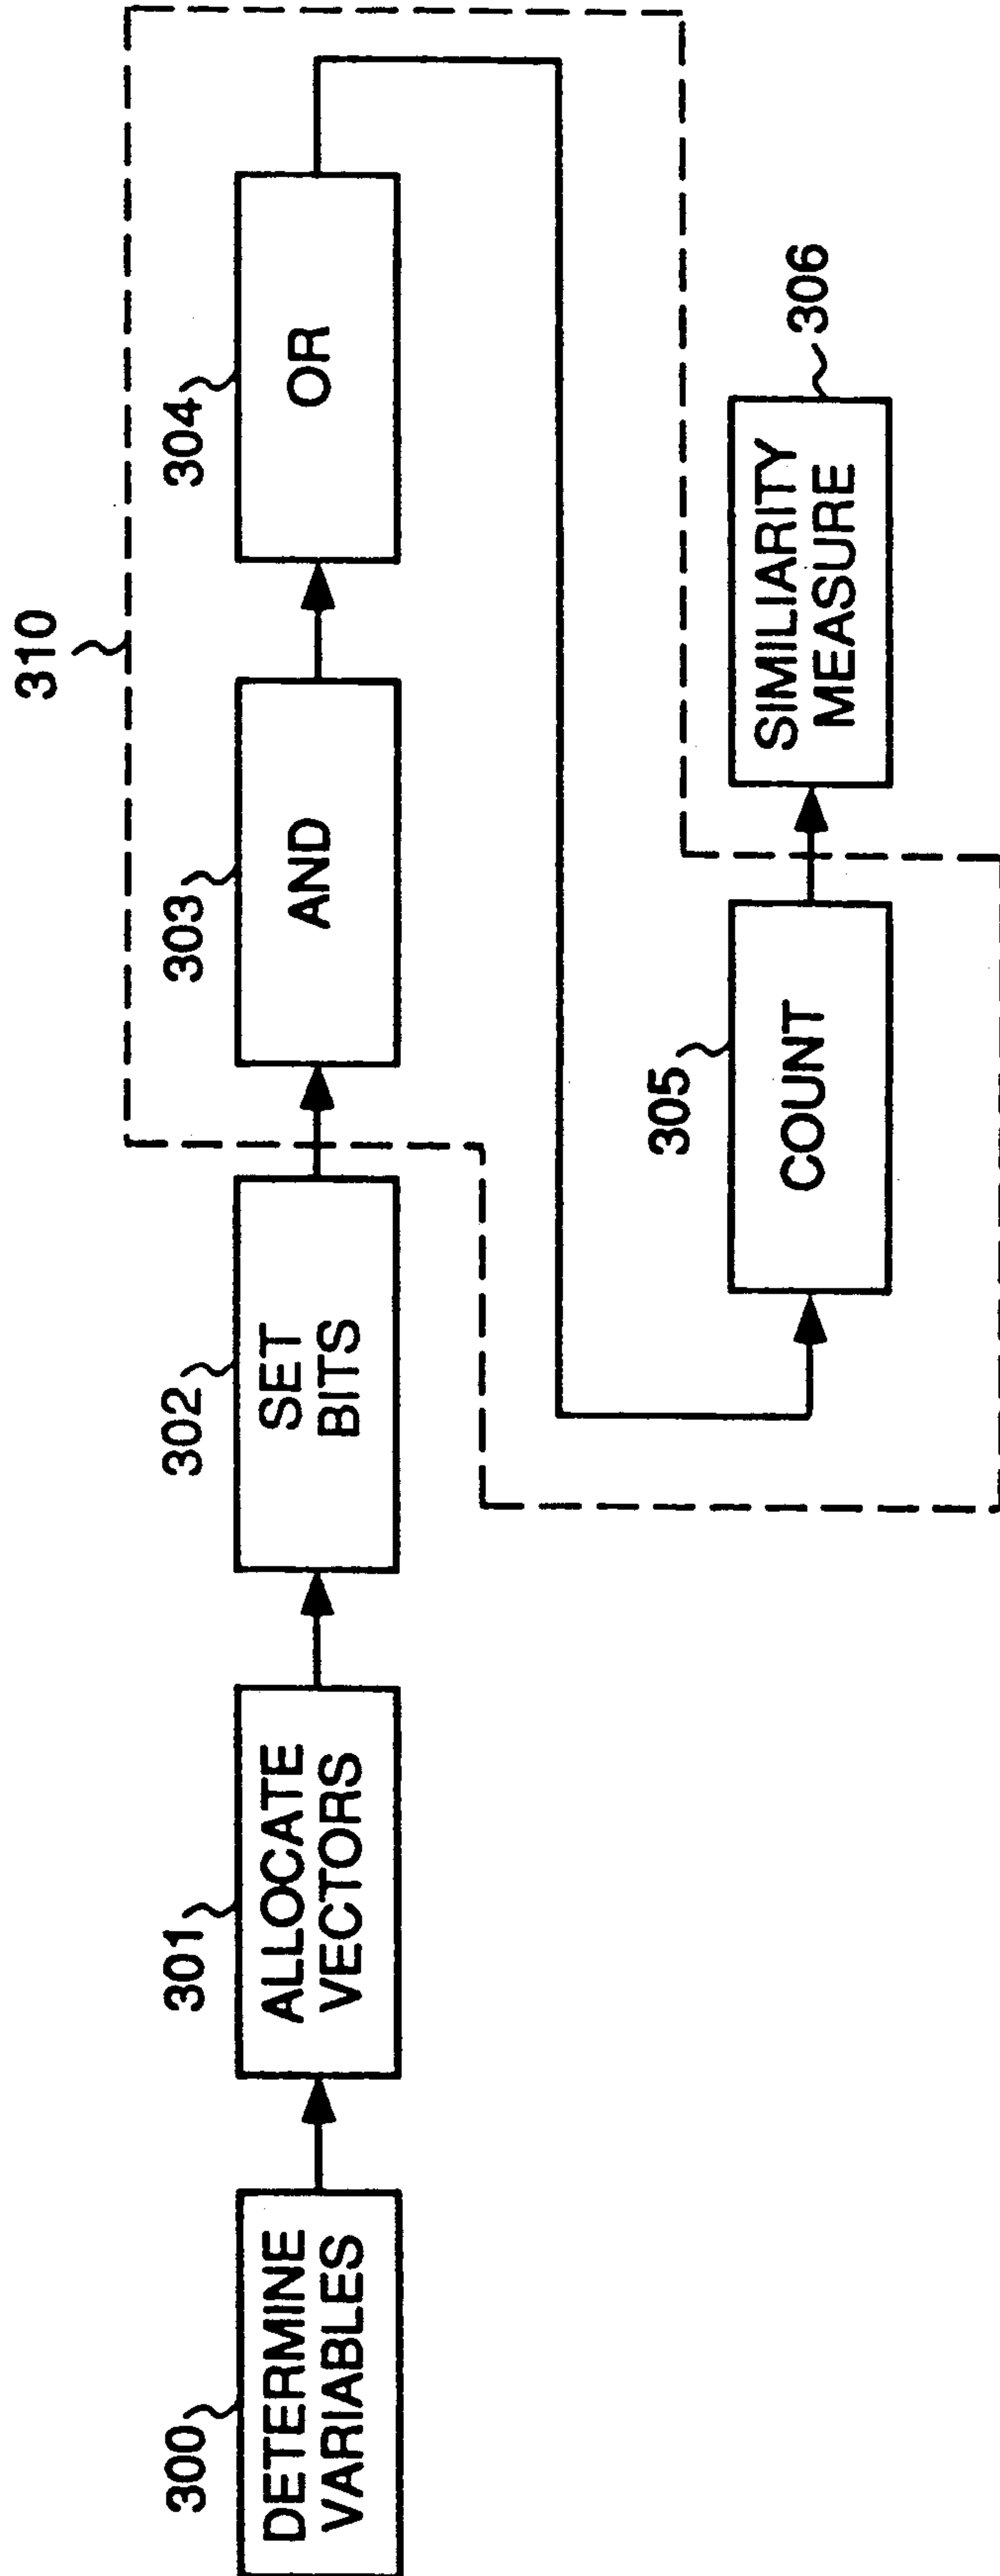 310
300
DETERMINE
VARIABLES
301
ALLOCATE
VECTORS
302
SET
BITS
303
AND
304
OR
305
COUNT
SIMILIARITY
MEASURE
306